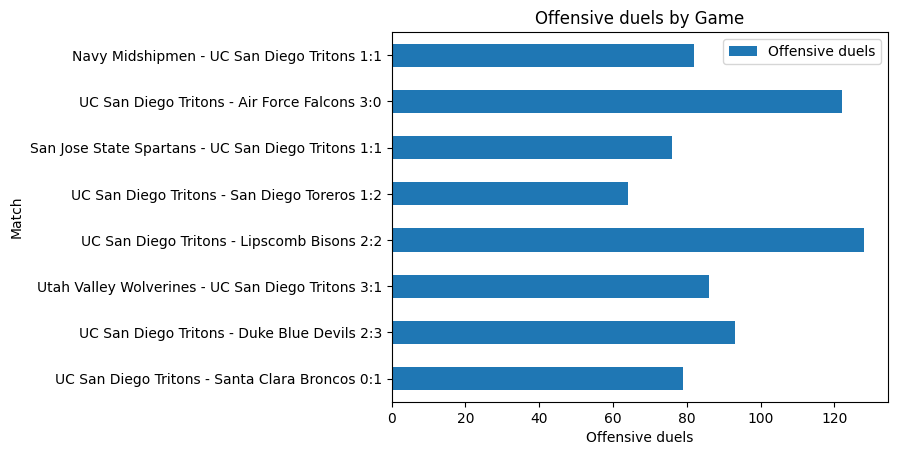 Offensive duels by Game
Offensive duels
Match
Navy Midshipmen - UC San Diego Tritons 1:1
UC San Diego Tritons - Air Force Falcons 3:0
San Jose State Spartans - UC San Diego Tritons 1:1
UC San Diego Tritons - San Diego Toreros 1:2
UC San Diego Tritons - Lipscomb Bisons 2:2
Utah Valley Wolverines - UC San Diego Tritons 3:1
UC San Diego Tritons - Duke Blue Devils 2:3
UC San Diego Tritons - Santa Clara Broncos 0:1
0 20 40 60 80 100 120
Offensive duels